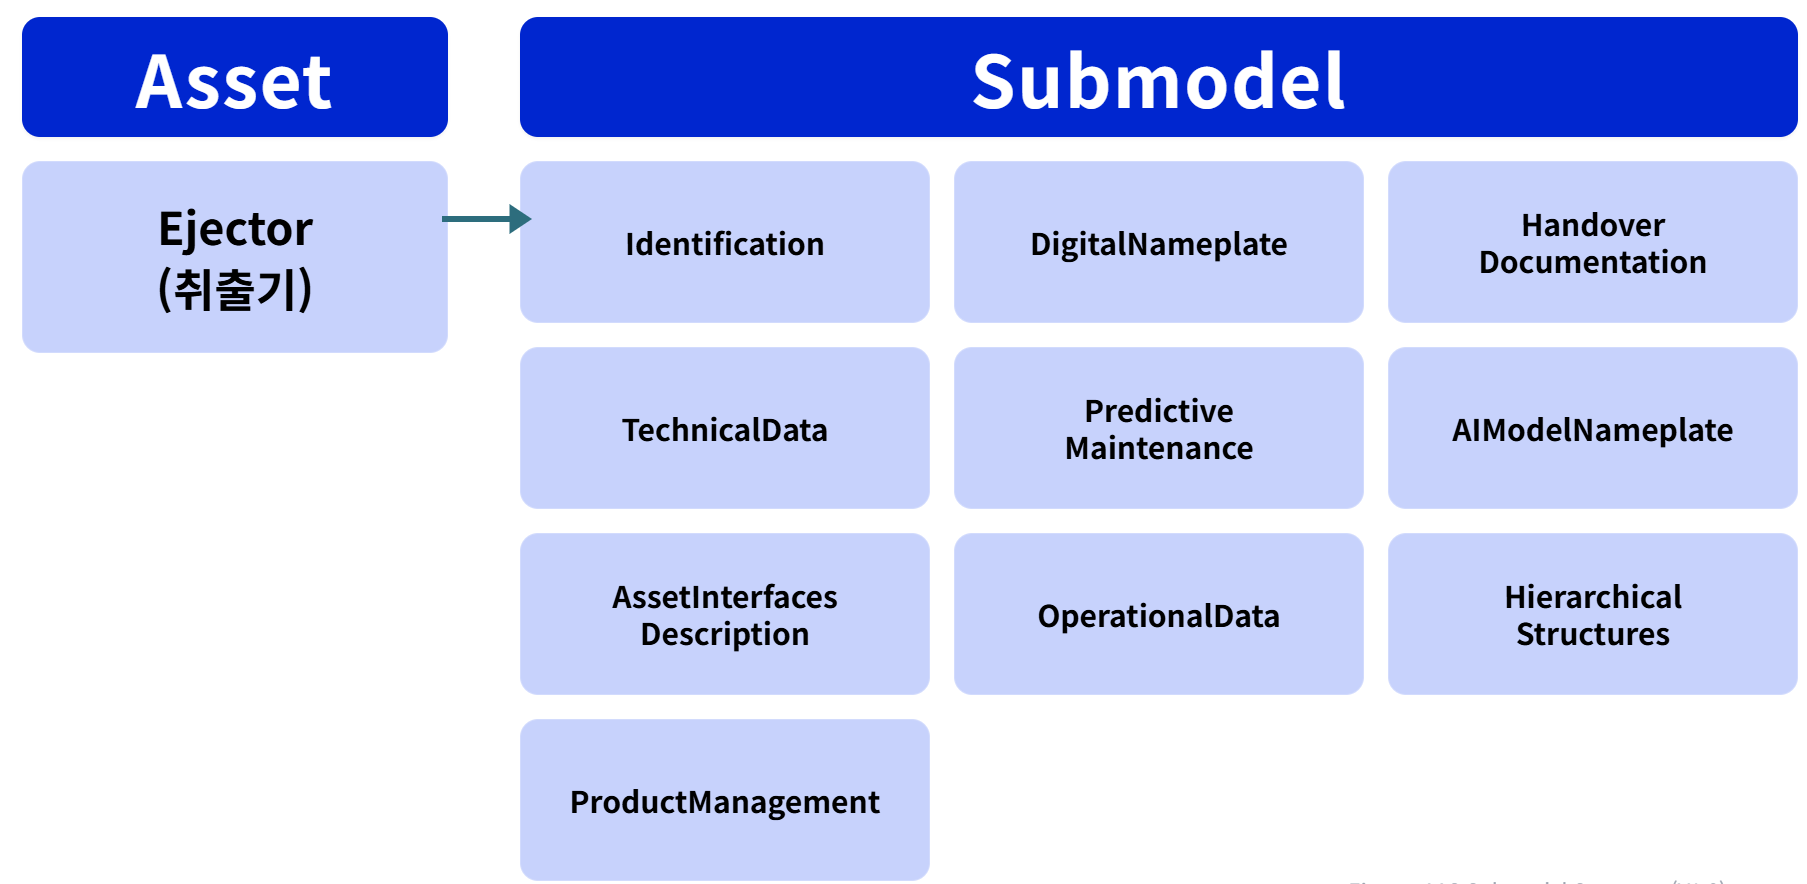 Asset
Submodel
Ejector
(취출기)
Identification
DigitalNameplate
Handover
Documentation
TechnicalData
Predictive
Maintenance
AIModelNameplate
AssetInterfaces
Description
OperationalData
Hierarchical
Structures
ProductManagement